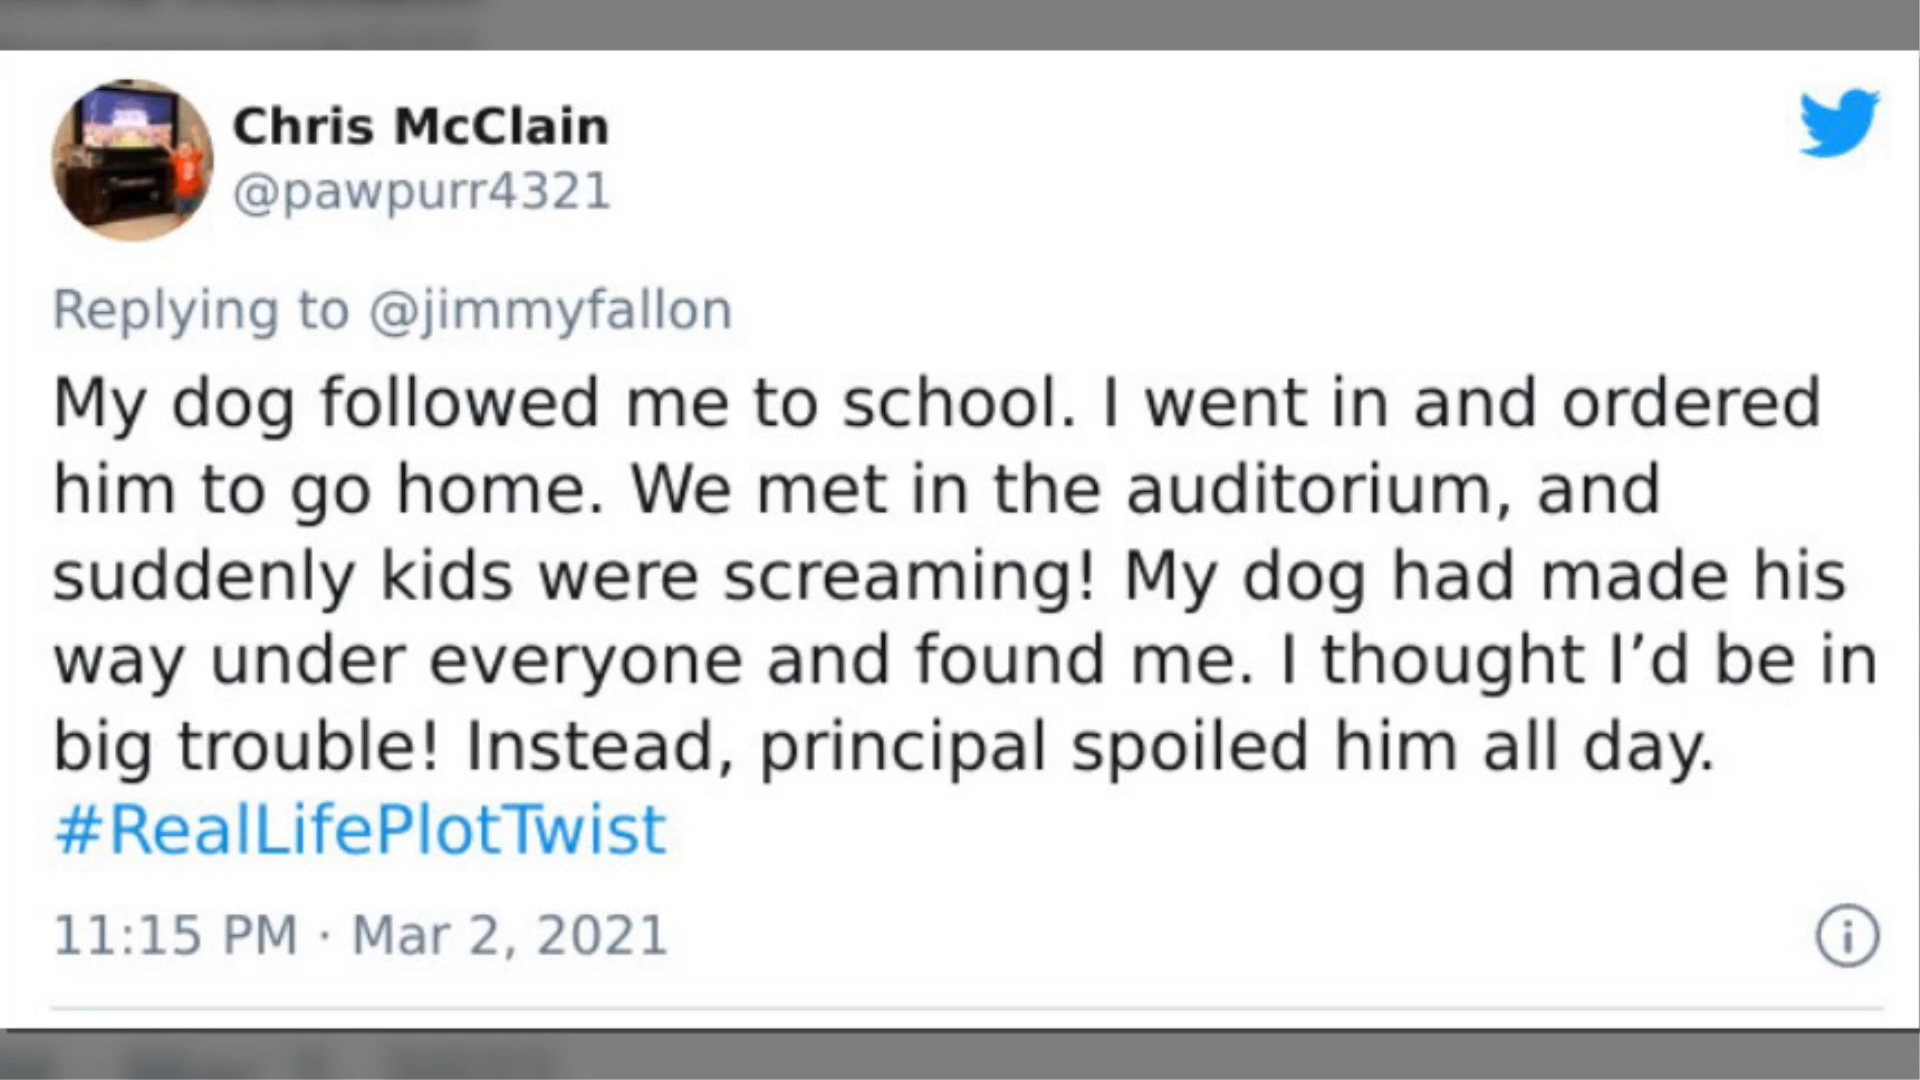 Chris McClain
@pawpurr4321
Replying to @jimmyfallon
My dog followed me to school. I went in and ordered
him to go home. We met in the auditorium, and
suddenly kids were screaming! My dog had made his
way under everyone and found me. I thought I’d be in
big trouble! Instead, principal spoiled him all day.
#RealLifePlotTwist
11:15 PM · Mar 2, 2021